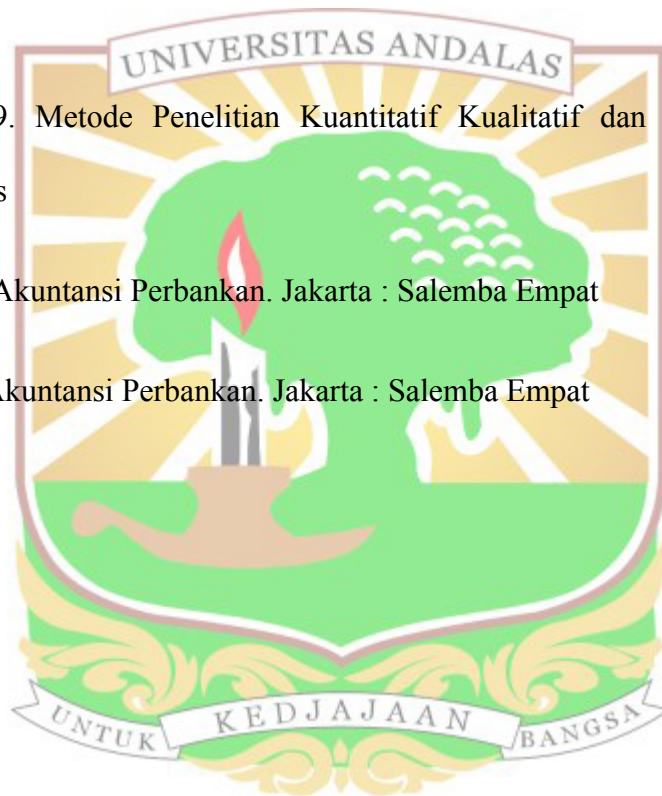 UNIVERSITAS ANDALAS
9. Metode Penelitian Kuantitatif Kualitatif dan
s
Akuntansi Perbankan. Jakarta : Salemba Empat
Akuntansi Perbankan. Jakarta : Salemba Empat
UNTUK KEDJAJAAN BANGSA